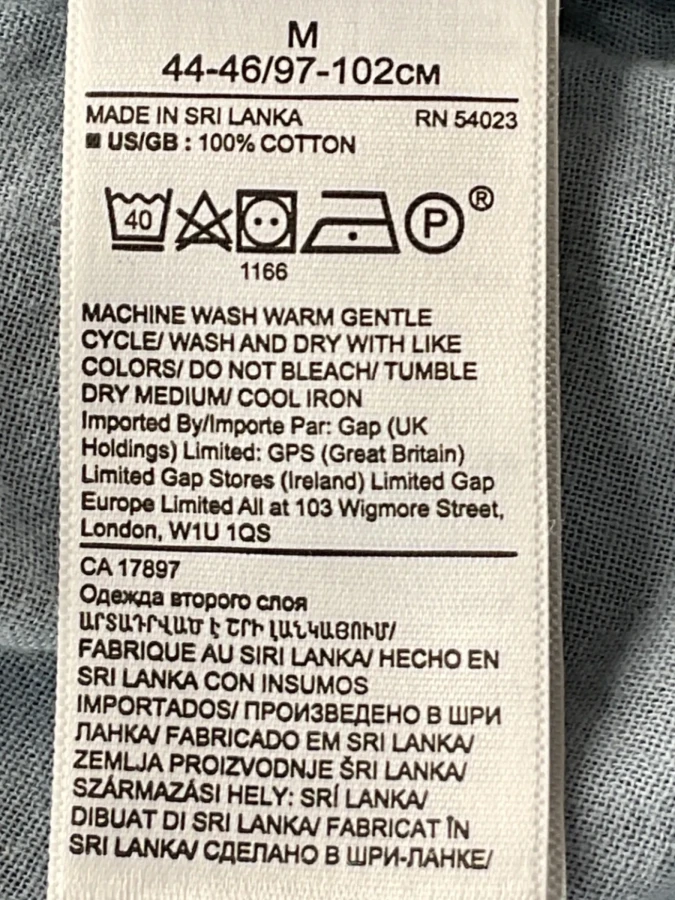 M
44-46/97-102CM
MADE IN SRI LANKA RN 54023
US/GB : 100% COTTON
40 P ®
1166
MACHINE WASH WARM GENTLE
CYCLE/ WASH AND DRY WITH LIKE
COLORS/ DO NOT BLEACH/ TUMBLE
DRY MEDIUM/ COOL IRON
Imported By/Importe Par: Gap (UK
Holdings) Limited: GPS (Great Britain)
Limited Gap Stores (Ireland) Limited Gap
Europe Limited All at 103 Wigmore Street,
London, W1U 1QS
CA 17897
Одежда второго слоя
ԱՐՏԱԴՐՎԱԾ Է ՇՐԻ ԼԱՆԿԱՅՈՒՄ/
FABRIQUE AU SIRI LANKA/ HECHO EN
SRI LANKA CON INSUMOS
IMPORTADOS/ ПРОИЗВЕДЕНО В ШРИ
ЛАНКА/ FABRICADO EM SRI LANKA/
ZEMLJA PROIZVODNJE ŠRI LANKA/
SZÁRMAZÁSI HELY: SRÍ LANKA/
DIBUAT DI SRI LANKA/ FABRICAT ÎN
SRI LANKA/ СДЕЛАНО В ШРИ-ЛАНКЕ/